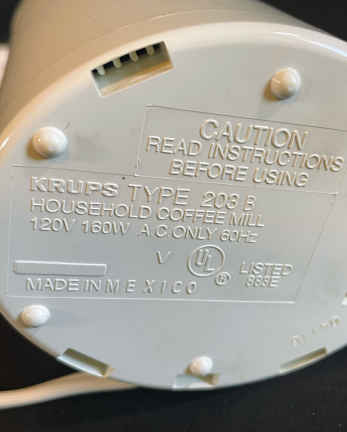 CAUTION
READ INSTRUCTIONS
BEFORE USING
KRUPS TYPE 203 B
HOUSEHOLD COFFEE MILL
120V 160W A.C ONLY 60Hz
V UL ® LISTED
MADE IN MEXICO